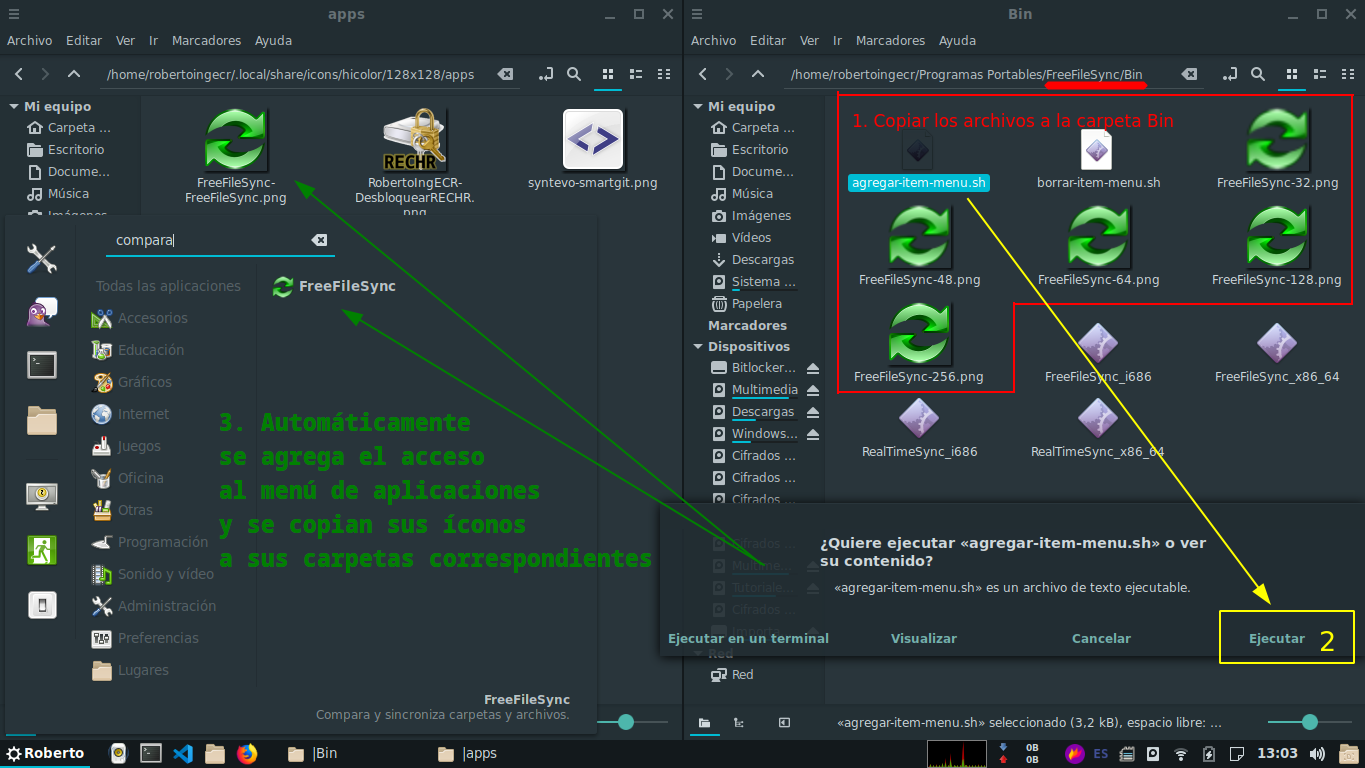 apps
Archivo Editar Ver Ir Marcadores Ayuda
/home/robertoingecr/.local/share/icons/hicolor/128x128/apps
Mi equipo
Carpeta ...
Escritorio
Docume...
Música
Imágenes
FreeFileSync-
FreeFileSync.png
RECHR
RobertoIngECR-
DesbloquearRECHR.
png
syntevo-smartgit.png
compara
Todas las aplicaciones
Accesorios
Educación
Gráficos
Internet
Juegos
Oficina
Otras
Programación
Sonido y vídeo
Administración
Preferencias
Lugares
FreeFileSync
3. Automáticamente
se agrega el acceso
al menú de aplicaciones
y se copian sus íconos
a sus carpetas correspondientes
FreeFileSync
Compara y sincroniza carpetas y archivos.
Bin
Archivo Editar Ver Ir Marcadores Ayuda
/home/robertoingecr/Programas Portables/FreeFileSync/Bin
Mi equipo
Carpeta ...
Escritorio
Docume...
Música
Imágenes
Vídeos
Descargas
Sistema ...
Papelera
Marcadores
Dispositivos
Bitlocker...
Multimedia
Descargas
Windows...
Cifrados ...
Cifrados ...
Cifrados ...
Cifrados ...
Multime...
Tutoriale...
Cifrados ...
Red
Red
1. Copiar los archivos a la carpeta Bin
agregar-item-menu.sh
borrar-item-menu.sh
FreeFileSync-32.png
FreeFileSync-48.png
FreeFileSync-64.png
FreeFileSync-128.png
FreeFileSync-256.png
FreeFileSync_i686
FreeFileSync_x86_64
RealTimeSync_i686
RealTimeSync_x86_64
¿Quiere ejecutar «agregar-item-menu.sh» o ver
su contenido?
«agregar-item-menu.sh» es un archivo de texto ejecutable.
Ejecutar en un terminal Visualizar Cancelar Ejecutar 2
«agregar-item-menu.sh» seleccionado (3,2 kB), espacio libre: ...
Roberto |Bin |apps 0B
0B ES 13:03